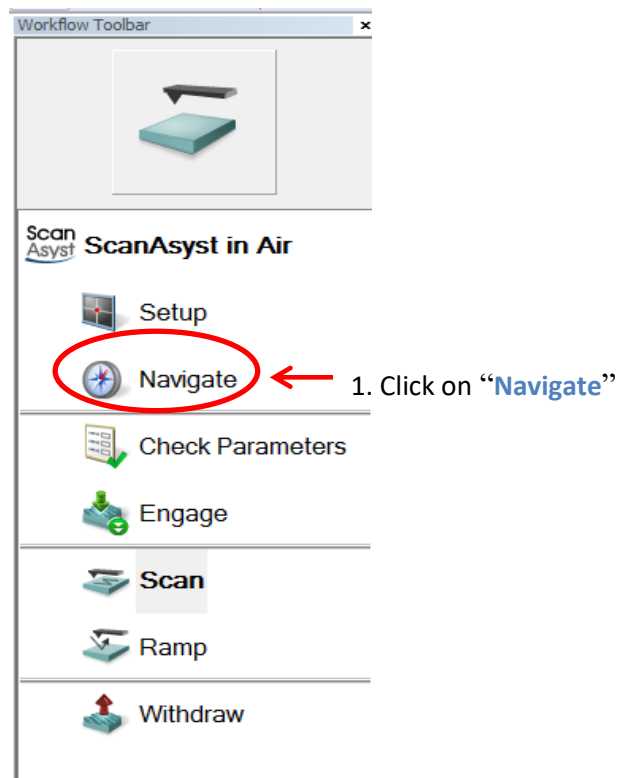 Workflow Toolbar
Scan
Asyst
ScanAsyst in Air
Setup
Navigate
1. Click on “Navigate”
Check Parameters
Engage
Scan
Ramp
Withdraw